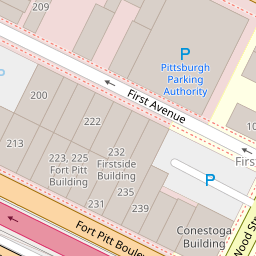 209
P
Pittsburgh
Parking
Authority
First Avenue
200
222
213
232
Firstside
Building
223, 225
Fort Pitt
Building
P
235
231
239
Conestoga
Building
Fort Pitt